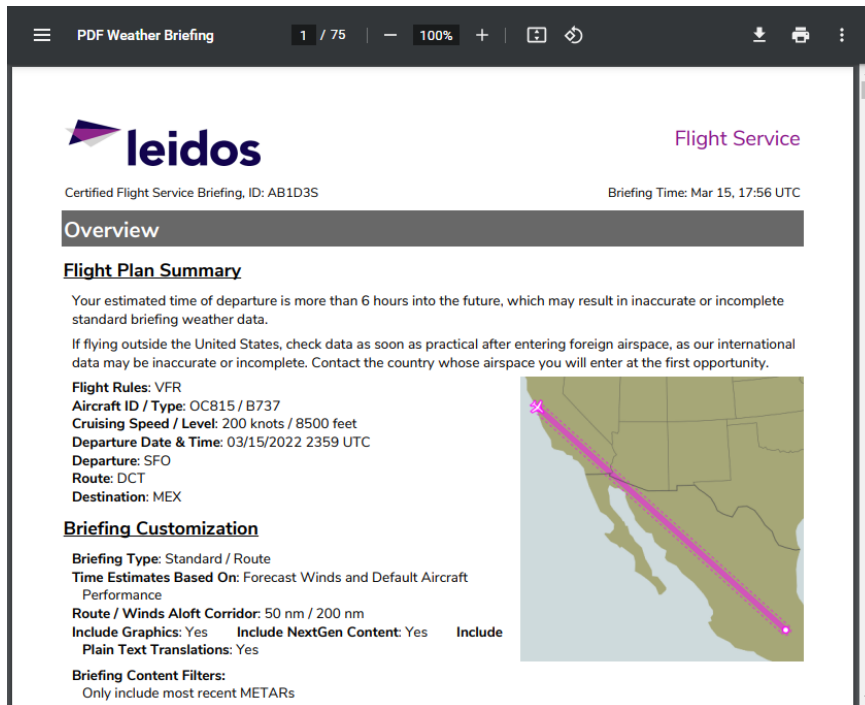 PDF Weather Briefing 1 / 75 100%
leidos
Flight Service
Certified Flight Service Briefing, ID: AB1D3S Briefing Time: Mar 15, 17:56 UTC
Overview
Flight Plan Summary
Your estimated time of departure is more than 6 hours into the future, which may result in inaccurate or incomplete
standard briefing weather data.
If flying outside the United States, check data as soon as practical after entering foreign airspace, as our international
data may be inaccurate or incomplete. Contact the country whose airspace you will enter at the first opportunity.
Flight Rules: VFR
Aircraft ID / Type: OC815 / B737
Cruising Speed / Level: 200 knots / 8500 feet
Departure Date & Time: 03/15/2022 2359 UTC
Departure: SFO
Route: DCT
Destination: MEX
Briefing Customization
Briefing Type: Standard / Route
Time Estimates Based On: Forecast Winds and Default Aircraft
Performance
Route / Winds Aloft Corridor: 50 nm / 200 nm
Include Graphics: Yes Include NextGen Content: Yes Include
Plain Text Translations: Yes
Briefing Content Filters:
Only include most recent METARs